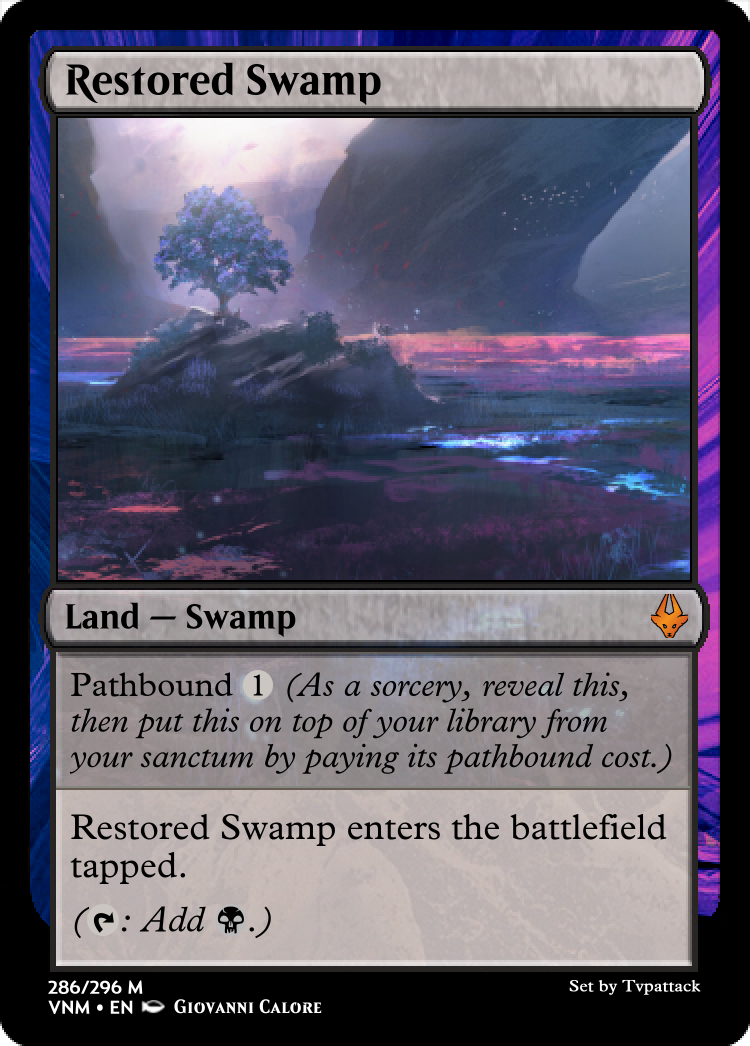 Restored Swamp
Land — Swamp
Pathbound 1 (As a sorcery, reveal this,
then put this on top of your library from
your sanctum by paying its pathbound cost.)
Restored Swamp enters the battlefield
tapped.
(: Add .)
286/296 M
Set by Tvpattack
VNM • EN Giovanni Calore